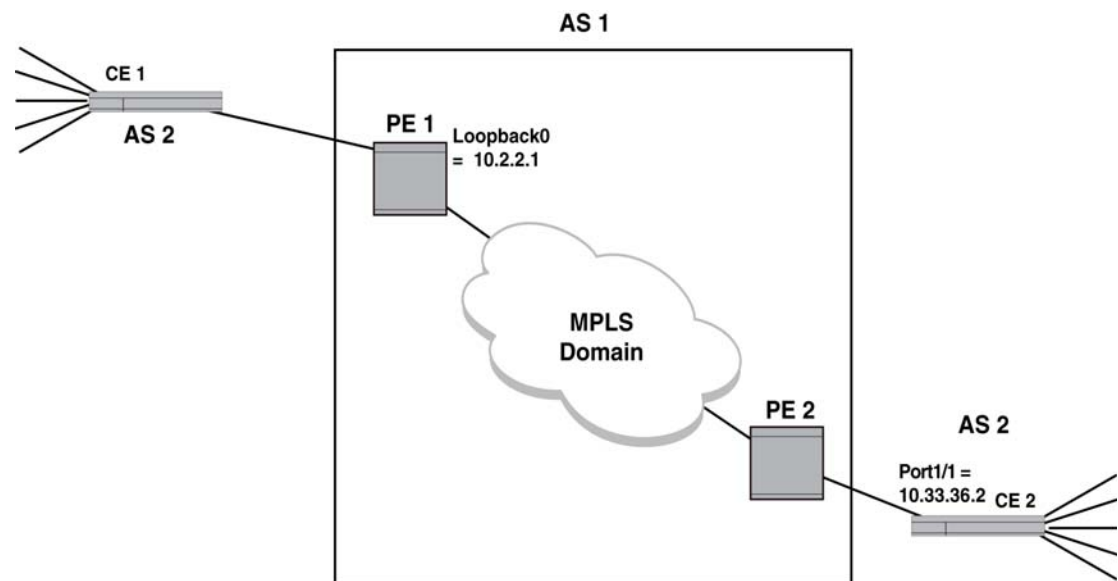 AS 1
CE 1
AS 2
PE 1
Loopback0
= 10.2.2.1
MPLS
Domain
PE 2
AS 2
Port1/1 =
10.33.36.2
CE 2